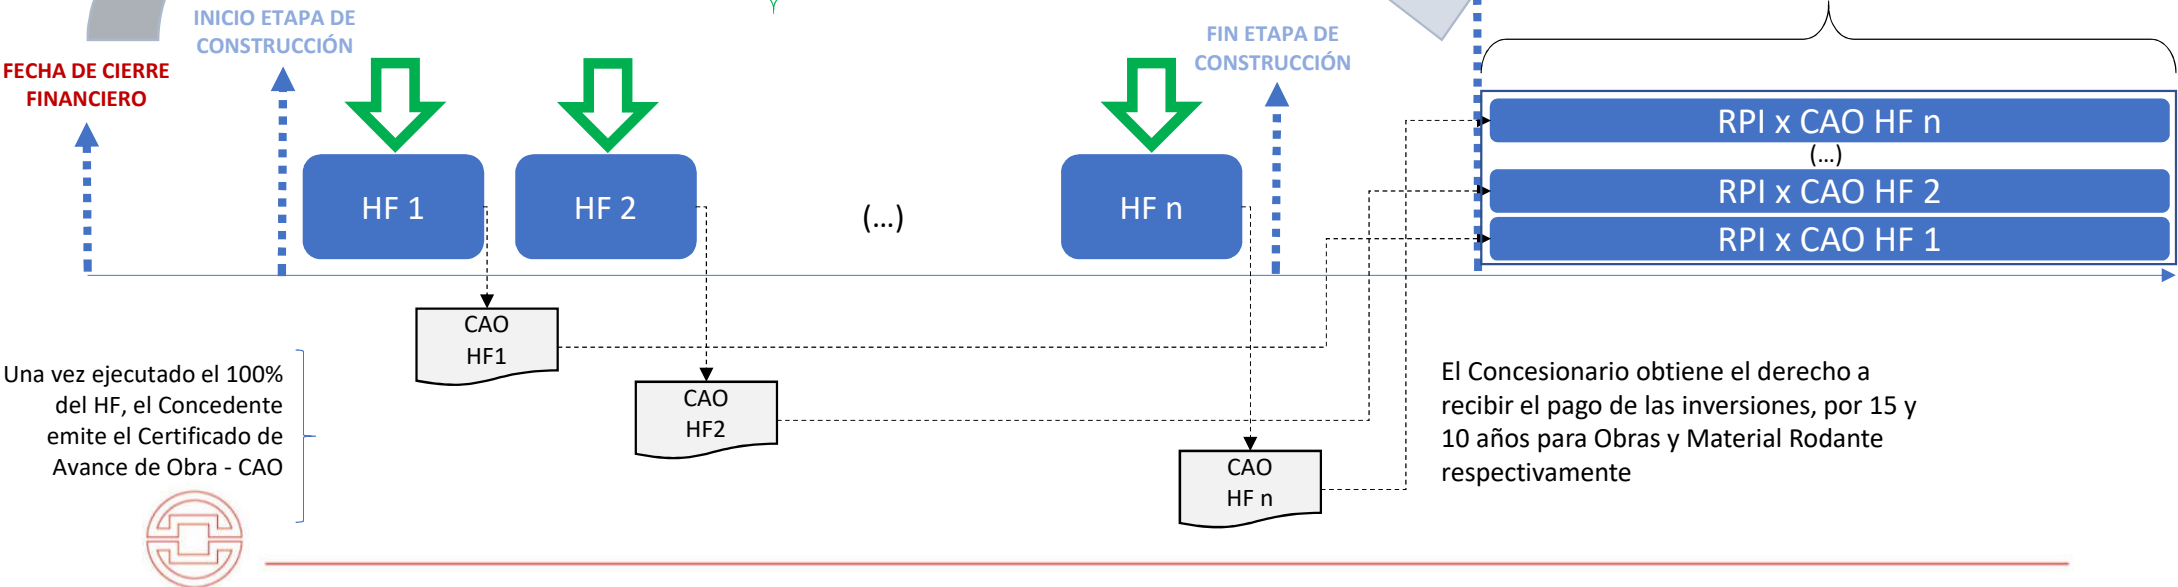 INICIO ETAPA DE
CONSTRUCCIÓN
FECHA DE CIERRE
FINANCIERO
FIN ETAPA DE
CONSTRUCCIÓN
HF 1
HF 2
(...)
HF n
RPI x CAO HF n
(...)
RPI x CAO HF 2
RPI x CAO HF 1
CAO
HF1
CAO
HF2
CAO
HF n
Una vez ejecutado el 100%
del HF, el Concedente
emite el Certificado de
Avance de Obra - CAO
El Concesionario obtiene el derecho a
recibir el pago de las inversiones, por 15 y
10 años para Obras y Material Rodante
respectivamente